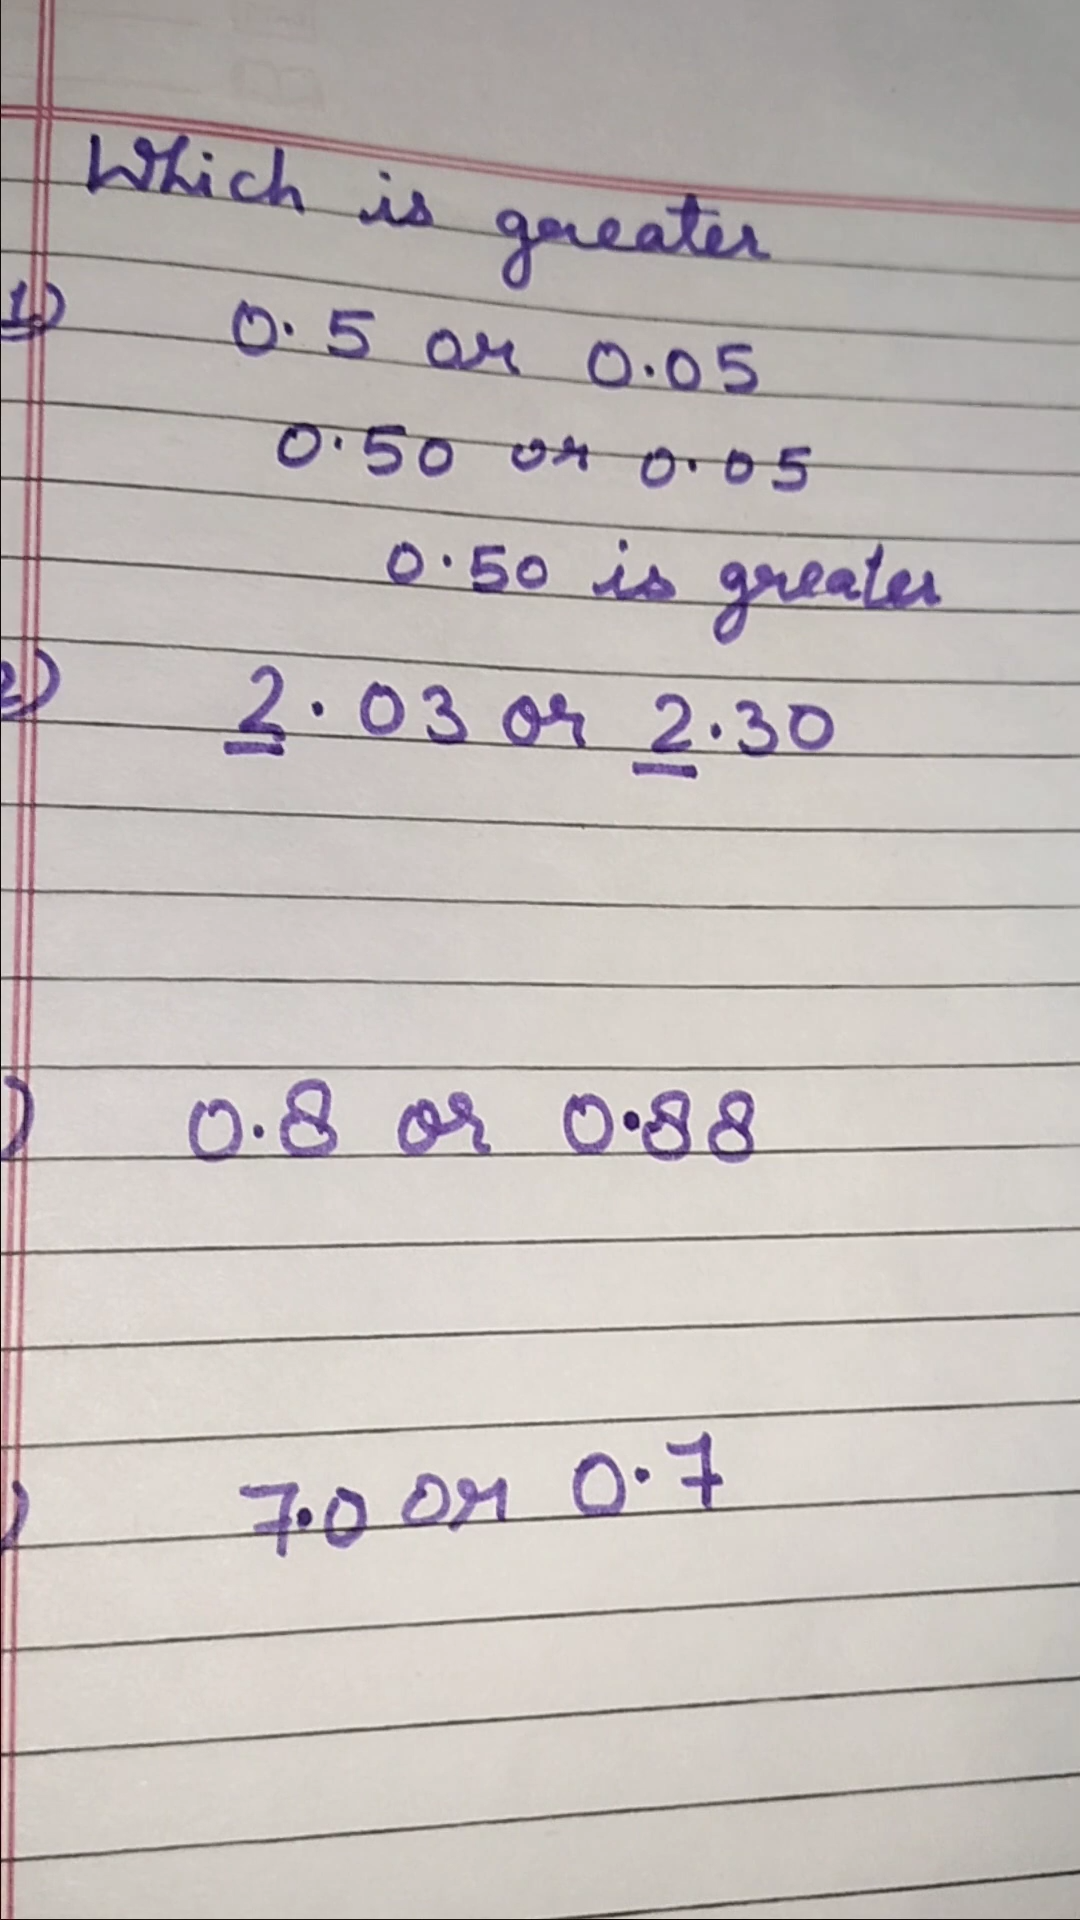 Which is greater
1) 0.5 or 0.05
0.50 or 0.05
0.50 is greater
2) 2.03 or 2.30
) 0.8 or 0.88
) 7.0 or 0.7